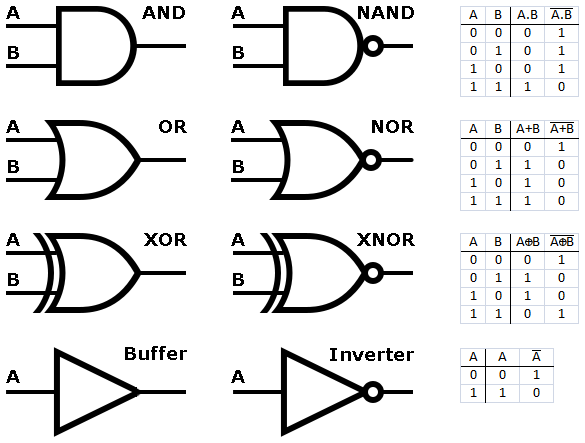 A AND A NAND
B B
A B A.B A̅.̅B̅
0 0 0 1
0 1 0 1
1 0 0 1
1 1 1 0
A OR A NOR
B B
A B A+B A̅+̅B̅
0 0 0 1
0 1 1 0
1 0 1 0
1 1 1 0
A XOR A XNOR
B B
A B A⊕B A̅⊕̅B̅
0 0 0 1
0 1 1 0
1 0 1 0
1 1 0 1
Buffer Inverter
A A
A A A̅
0 0 1
1 1 0